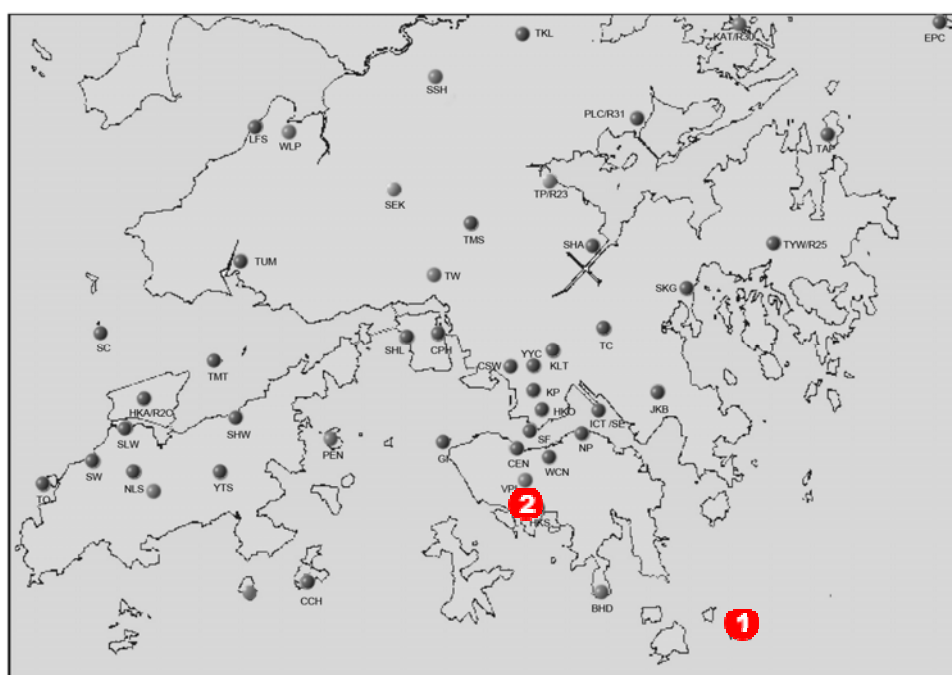 TKL
KAT/R30
EPC
SSH
PLC/R31
LFS
WLP
TAP
TP/R23
SEK
TMS
SHA
TYW/R25
TUM
TW
SKG
SC
TC
SHL
CPH
YYC
KLT
CSW
TMT
KP
JKB
HKA/R20
HKO
ICT /SE
SHW
SLW
SF
NP
PEN
GI
CEN
WCN
SW
NLS
YTS
TO
2
HKS
CCH
BHD
1